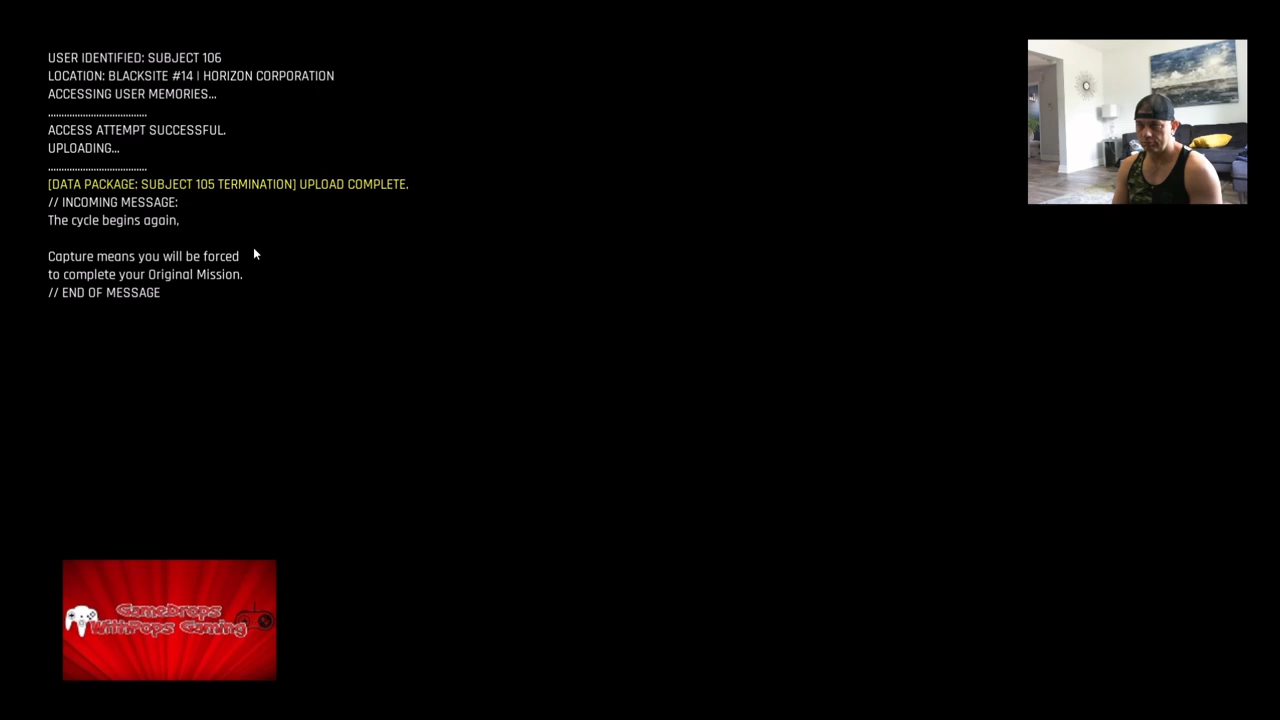 USER IDENTIFIED: SUBJECT 106
LOCATION: BLACKSITE #14 | HORIZON CORPORATION
ACCESSING USER MEMORIES...
.....................................
ACCESS ATTEMPT SUCCESSFUL.
UPLOADING...
.....................................
[DATA PACKAGE: SUBJECT 105 TERMINATION] UPLOAD COMPLETE.
// INCOMING MESSAGE:
The cycle begins again,
Capture means you will be forced
to complete your Original Mission.
// END OF MESSAGE
GameDrops
WithPops Gaming